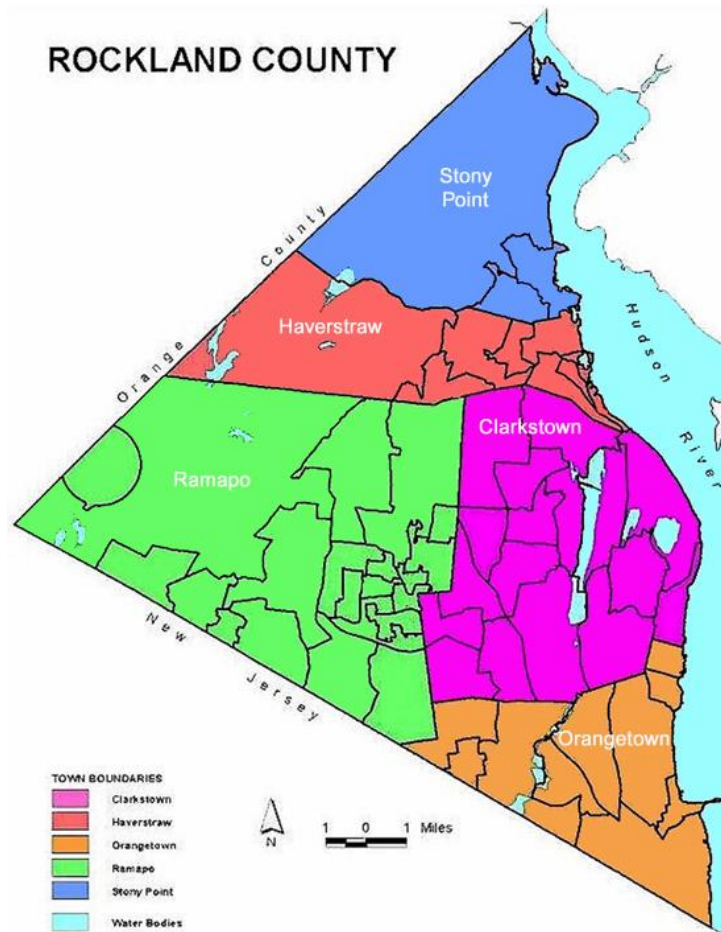 ROCKLAND COUNTY
Stony
Point
Orange County
Haverstraw
Hudson River
Clarkstown
Ramapo
New Jersey
Orangetown
TOWN BOUNDARIES
Clarkstown
Haverstraw
Orangetown
Ramapo
Stony Point
Water Bodies
N
1 0 1 Miles